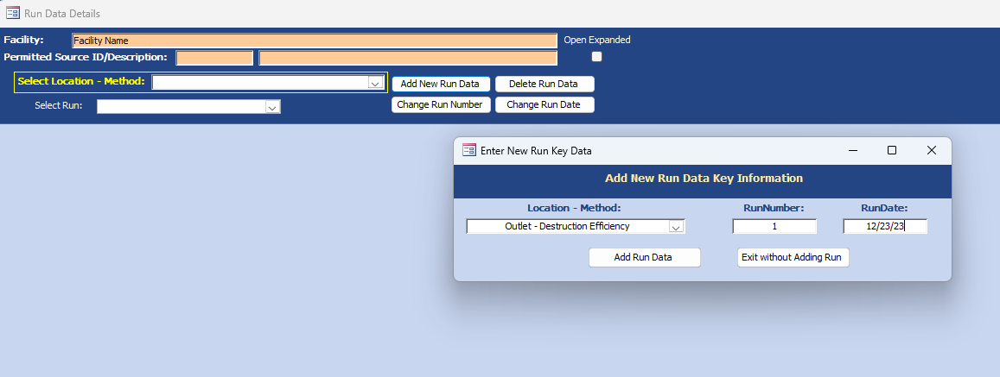 Run Data Details
Facility: Facility Name Open Expanded
Permitted Source ID/Description:
Select Location - Method: Add New Run Data Delete Run Data
Select Run: Change Run Number Change Run Date
Enter New Run Key Data
Add New Run Data Key Information
Location - Method: RunNumber: RunDate:
Outlet - Destruction Efficiency 1 12/23/23
Add Run Data Exit without Adding Run